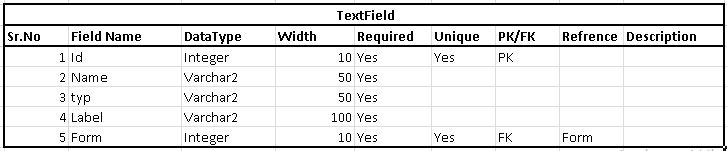 TextField
Sr.No Field Name DataType Width Required Unique PK/FK Refrence Description
1 Id Integer 10 Yes Yes PK
2 Name Varchar2 50 Yes
3 typ Varchar2 50 Yes
4 Label Varchar2 100 Yes
5 Form Integer 10 Yes Yes FK Form